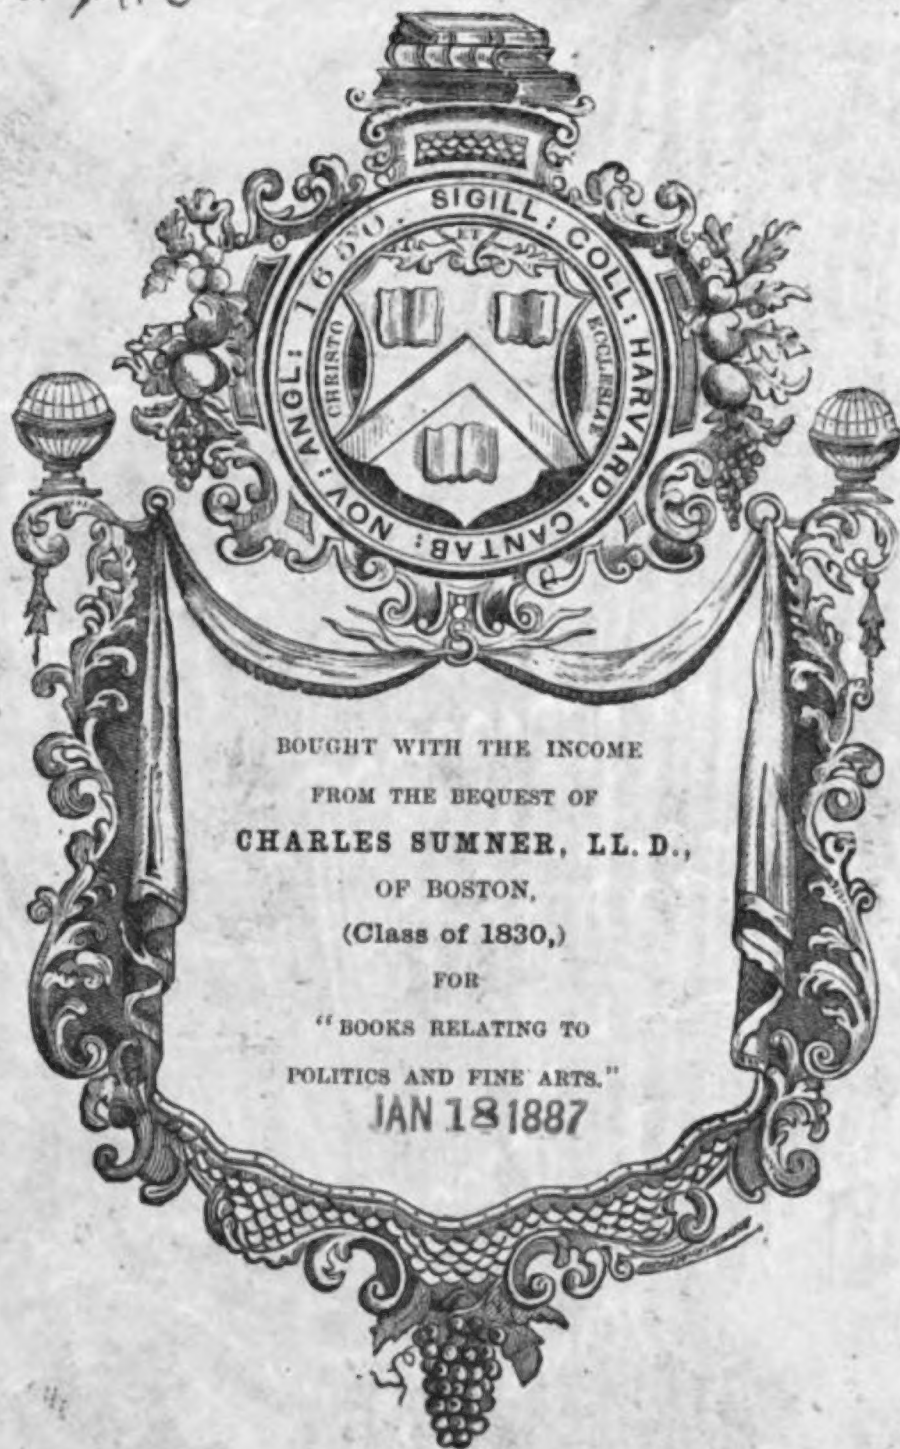 SIGILL: COLL: HARVARD: CANTAB: NOV: ANGL: 1650.
CHRISTO
ET
ECCLESIAE
BOUGHT WITH THE INCOME
FROM THE BEQUEST OF
CHARLES SUMNER, LL. D.,
OF BOSTON,
(Class of 1830,)
FOR
"BOOKS RELATING TO
POLITICS AND FINE ARTS."
JAN 18 1887